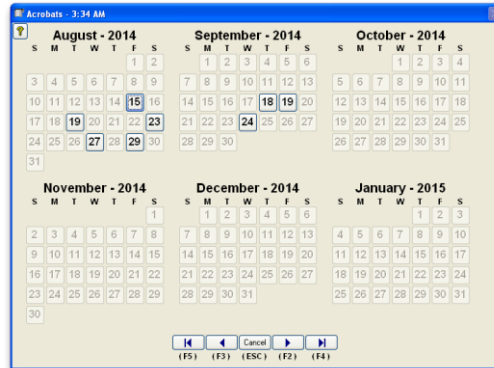 Acrobats - 3:34 AM
?
August - 2014
S M T W T F S
1 2
3 4 5 6 7 8 9
10 11 12 13 14 15 16
17 18 19 20 21 22 23
24 25 26 27 28 29 30
31
September - 2014
S M T W T F S
1 2 3 4 5 6
7 8 9 10 11 12 13
14 15 16 17 18 19 20
21 22 23 24 25 26 27
28 29 30
October - 2014
S M T W T F S
1 2 3 4
5 6 7 8 9 10 11
12 13 14 15 16 17 18
19 20 21 22 23 24 25
26 27 28 29 30 31
November - 2014
S M T W T F S
1
2 3 4 5 6 7 8
9 10 11 12 13 14 15
16 17 18 19 20 21 22
23 24 25 26 27 28 29
30
December - 2014
S M T W T F S
1 2 3 4 5 6
7 8 9 10 11 12 13
14 15 16 17 18 19 20
21 22 23 24 25 26 27
28 29 30 31
January - 2015
S M T W T F S
1 2 3
4 5 6 7 8 9 10
11 12 13 14 15 16 17
18 19 20 21 22 23 24
25 26 27 28 29 30 31
Cancel
(F5) (F3) (ESC) (F2) (F4)